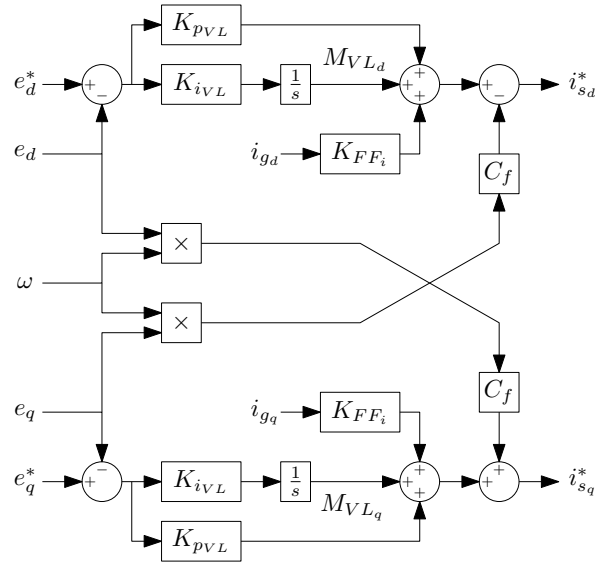 K_{p_{VL}}
e_d^* + − K_{i_{VL}} 1/s M_{VL_d} + + + + − i_{s_d}^*
e_d i_{g_d} K_{FF_i} C_f
×
ω
×
C_f
e_q i_{g_q} K_{FF_i}
e_q^* + − K_{i_{VL}} 1/s M_{VL_q} + + + + + i_{s_q}^*
K_{p_{VL}}